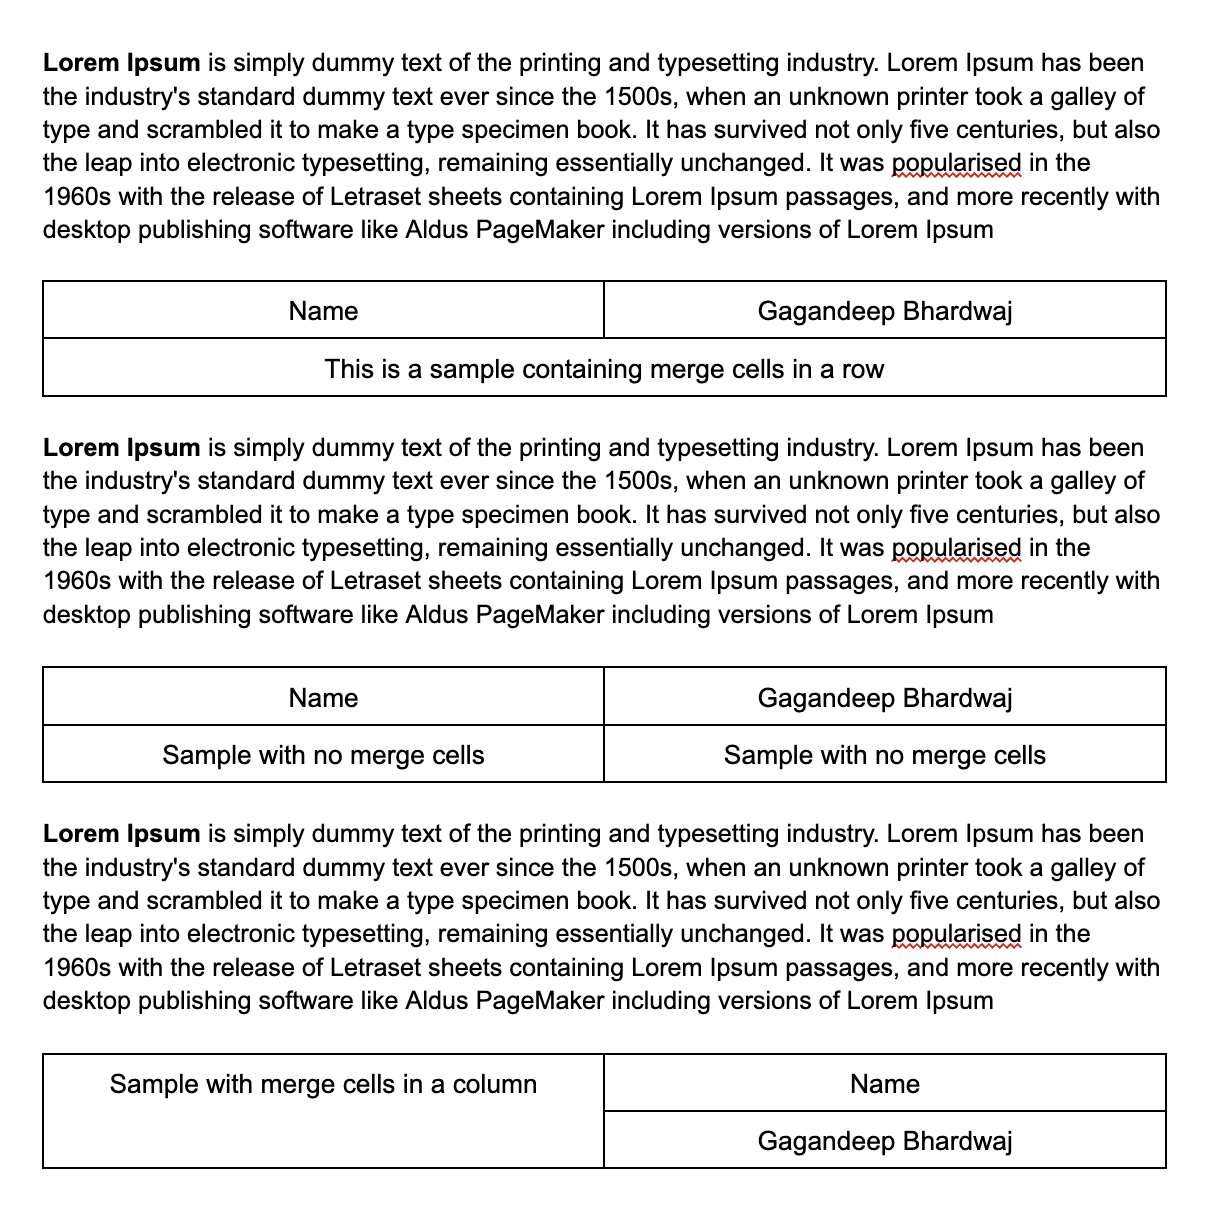 Lorem Ipsum is simply dummy text of the printing and typesetting industry. Lorem Ipsum has been
the industry's standard dummy text ever since the 1500s, when an unknown printer took a galley of
type and scrambled it to make a type specimen book. It has survived not only five centuries, but also
the leap into electronic typesetting, remaining essentially unchanged. It was popularised in the
1960s with the release of Letraset sheets containing Lorem Ipsum passages, and more recently with
desktop publishing software like Aldus PageMaker including versions of Lorem Ipsum
Name Gagandeep Bhardwaj
This is a sample containing merge cells in a row
Lorem Ipsum is simply dummy text of the printing and typesetting industry. Lorem Ipsum has been
the industry's standard dummy text ever since the 1500s, when an unknown printer took a galley of
type and scrambled it to make a type specimen book. It has survived not only five centuries, but also
the leap into electronic typesetting, remaining essentially unchanged. It was popularised in the
1960s with the release of Letraset sheets containing Lorem Ipsum passages, and more recently with
desktop publishing software like Aldus PageMaker including versions of Lorem Ipsum
Name Gagandeep Bhardwaj
Sample with no merge cells Sample with no merge cells
Lorem Ipsum is simply dummy text of the printing and typesetting industry. Lorem Ipsum has been
the industry's standard dummy text ever since the 1500s, when an unknown printer took a galley of
type and scrambled it to make a type specimen book. It has survived not only five centuries, but also
the leap into electronic typesetting, remaining essentially unchanged. It was popularised in the
1960s with the release of Letraset sheets containing Lorem Ipsum passages, and more recently with
desktop publishing software like Aldus PageMaker including versions of Lorem Ipsum
Sample with merge cells in a column Name
Gagandeep Bhardwaj